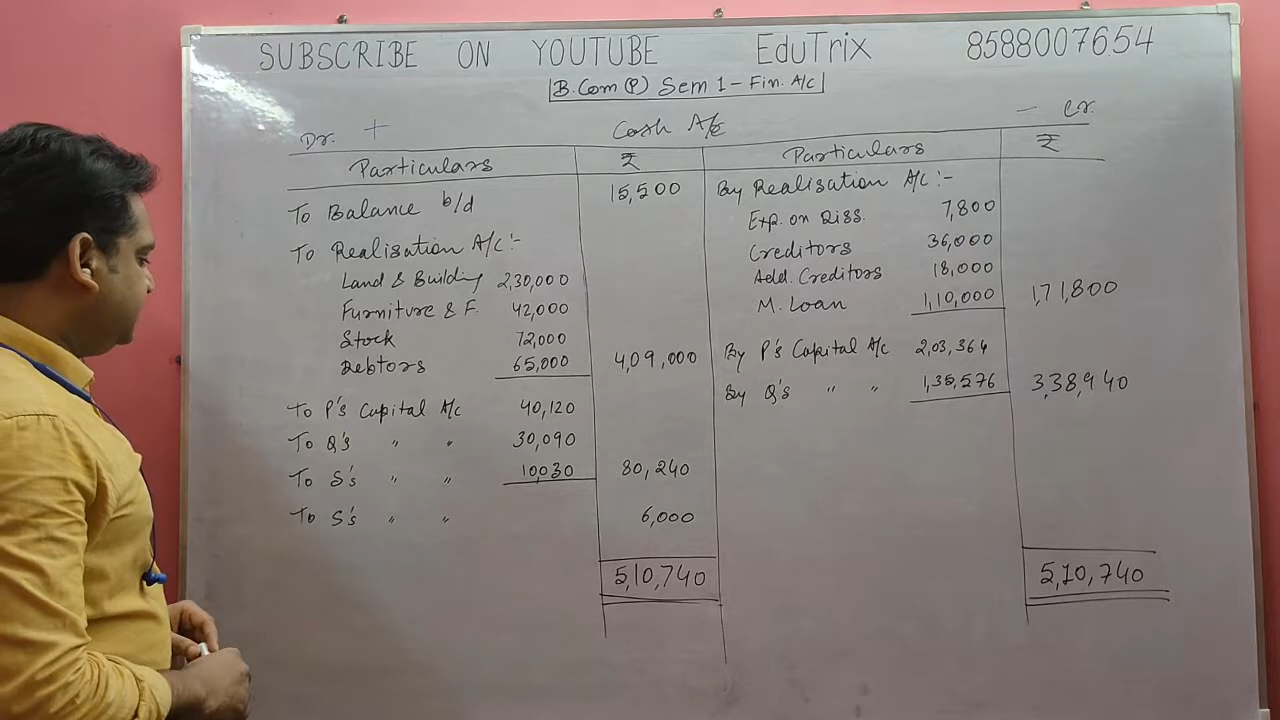 SUBSCRIBE ON YOUTUBE EduTrix 8588007654
B.Com (P) Sem 1 - Fin. A/c
Dr. + Cash A/c - Cr.
Particulars ₹ Particulars ₹
To Balance b/d 15,500
To Realisation A/c :-
Land & Building 2,30,000
Furniture & F. 42,000
Stock 72,000
Debtors 65,000 4,09,000
To P's Capital A/c 40,120
To Q's " " 30,090
To S's " " 10,030 80,240
To S's " " 6,000
5,10,740
By Realisation A/c :-
Exp. on Diss. 7,800
Creditors 36,000
Add. Creditors 18,000
M. Loan 1,10,000 1,71,800
By P's Capital A/c 2,03,364
By Q's " " 1,35,576 3,38,940
5,10,740